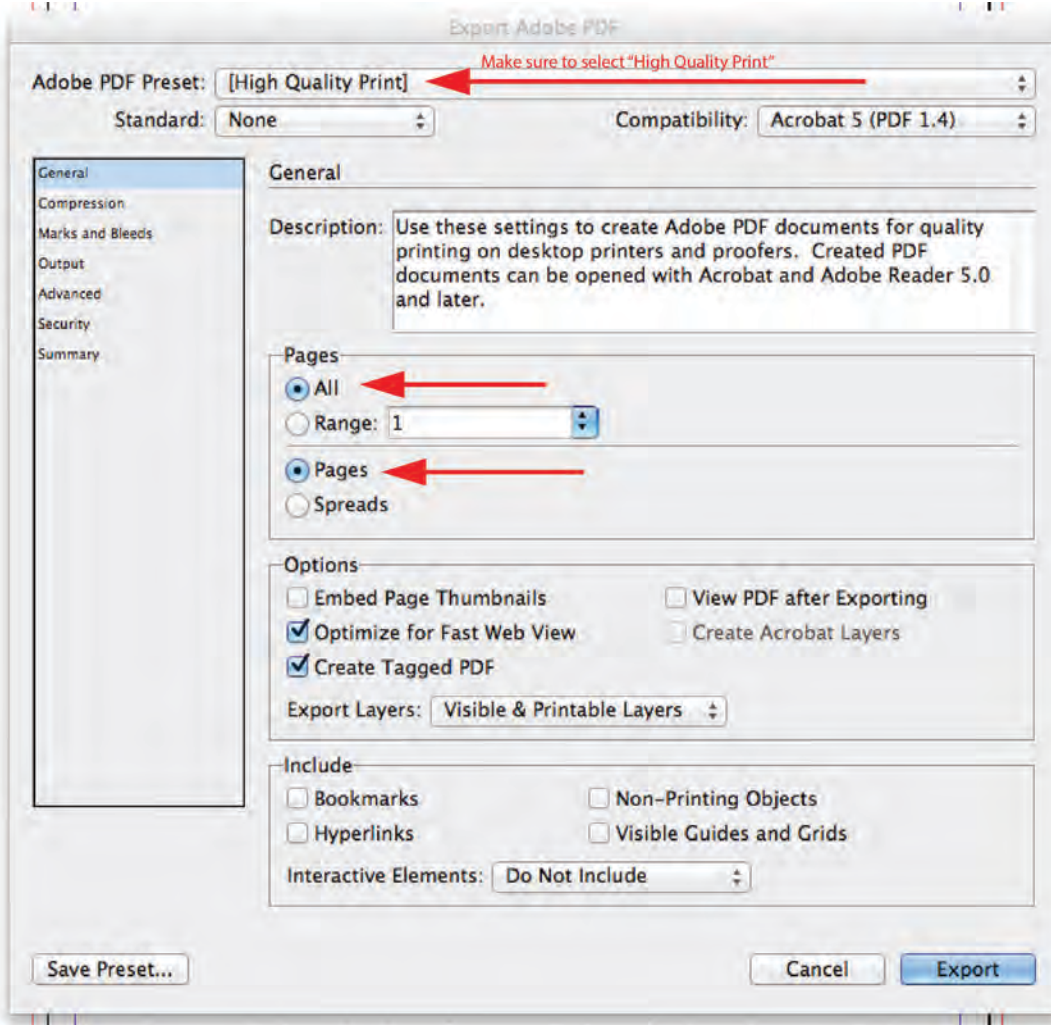 Export Adobe PDF
Make sure to select "High Quality Print"
Adobe PDF Preset: [High Quality Print]
Standard: None
Compatibility: Acrobat 5 (PDF 1.4)
General
Compression
Marks and Bleeds
Output
Advanced
Security
Summary
General
Description: Use these settings to create Adobe PDF documents for quality
printing on desktop printers and proofers. Created PDF
documents can be opened with Acrobat and Adobe Reader 5.0
and later.
Pages
All
Range: 1
Pages
Spreads
Options
Embed Page Thumbnails
View PDF after Exporting
Optimize for Fast Web View
Create Acrobat Layers
Create Tagged PDF
Export Layers: Visible & Printable Layers
Include
Bookmarks
Non-Printing Objects
Hyperlinks
Visible Guides and Grids
Interactive Elements: Do Not Include
Save Preset...
Cancel
Export